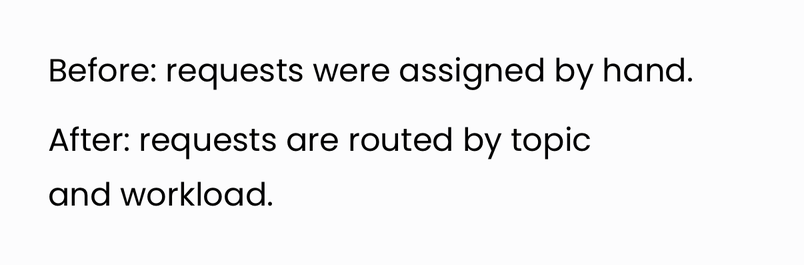 Before: requests were assigned by hand.
After: requests are routed by topic
and workload.